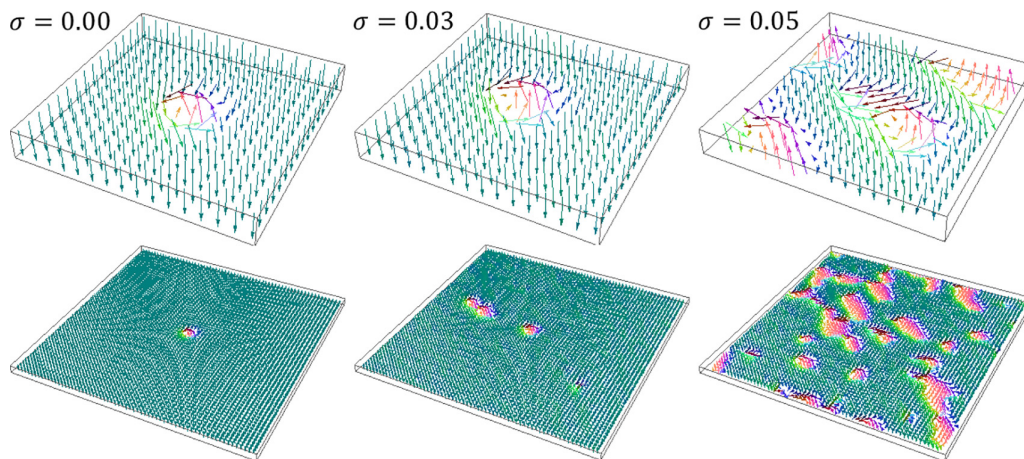 σ = 0.00
σ = 0.03
σ = 0.05